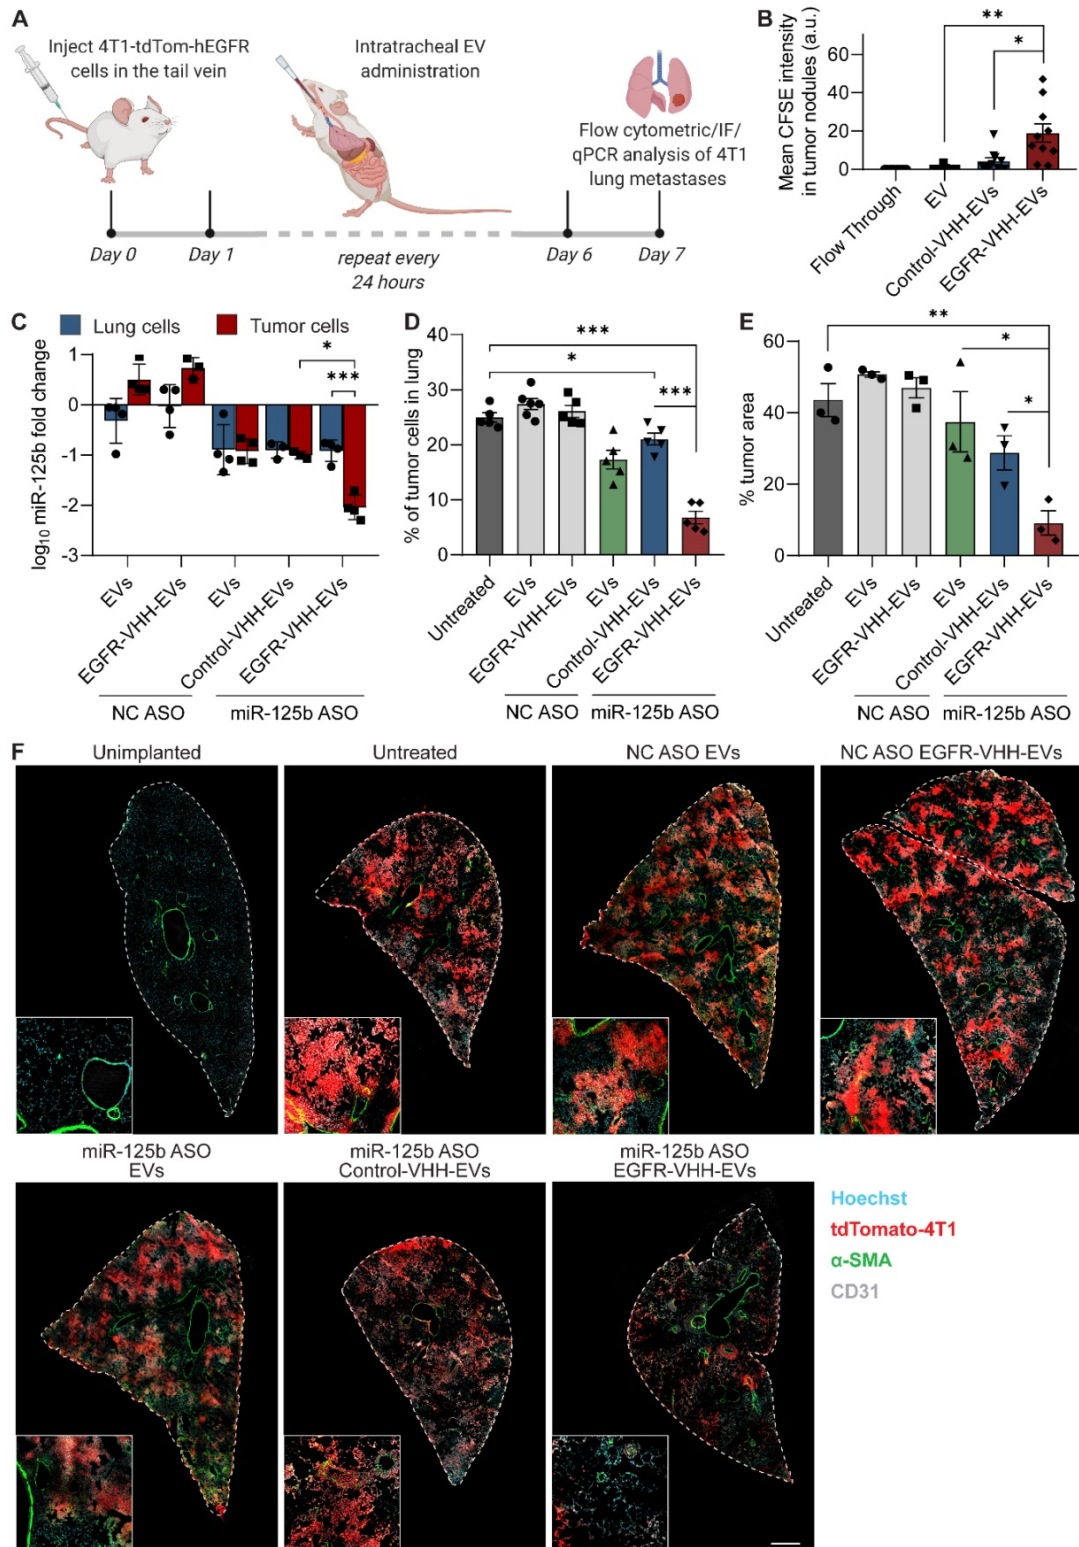 A
Inject 4T1-tdTom-hEGFR
cells in the tail vein
Intratracheal EV
administration
Flow cytometric/IF/
qPCR analysis of 4T1
lung metastases
Day 0
Day 1
repeat every
24 hours
Day 6
Day 7
B
Mean CFSE intensity
in tumor nodules (a.u.)
60
40
20
0
**
*
Flow Through
EV
Control-VHH-EVs
EGFR-VHH-EVs
C
Lung cells
Tumor cells
log10 miR-125b fold change
1
0
-1
-2
-3
*
***
EVs
EGFR-VHH-EVs
EVs
Control-VHH-EVs
EGFR-VHH-EVs
NC ASO
miR-125b ASO
D
% of tumor cells in lung
40
30
20
10
0
***
*
***
Untreated
EVs
EGFR-VHH-EVs
EVs
Control-VHH-EVs
EGFR-VHH-EVs
NC ASO
miR-125b ASO
E
% tumor area
60
40
20
0
**
*
*
Untreated
EVs
EGFR-VHH-EVs
EVs
Control-VHH-EVs
EGFR-VHH-EVs
NC ASO
miR-125b ASO
F
Unimplanted
Untreated
NC ASO EVs
NC ASO EGFR-VHH-EVs
miR-125b ASO
EVs
miR-125b ASO
Control-VHH-EVs
miR-125b ASO
EGFR-VHH-EVs
Hoechst
tdTomato-4T1
α-SMA
CD31